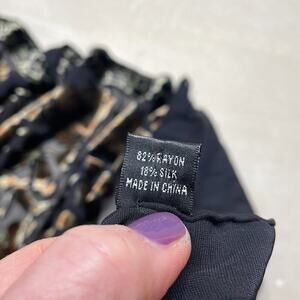 82% RAYON
18% SILK
MADE IN CHINA